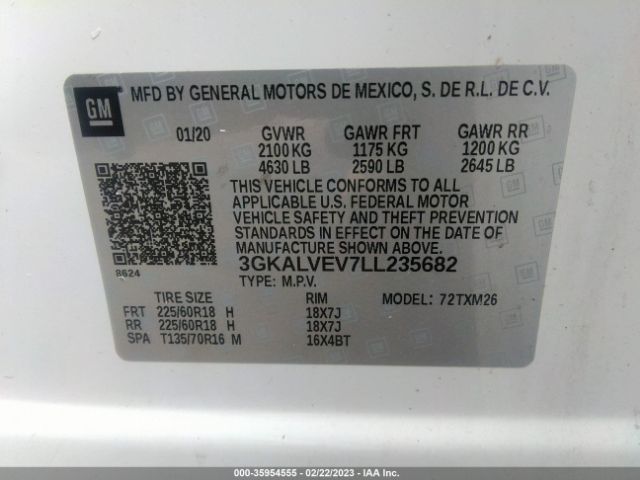 GM
MFD BY GENERAL MOTORS DE MEXICO, S. DE R.L. DE C.V.
01/20 GVWR GAWR FRT GAWR RR
2100 KG 1175 KG 1200 KG
4630 LB 2590 LB 2645 LB
THIS VEHICLE CONFORMS TO ALL
APPLICABLE U.S. FEDERAL MOTOR
VEHICLE SAFETY AND THEFT PREVENTION
STANDARDS IN EFFECT ON THE DATE OF
MANUFACTURE SHOWN ABOVE.
8624 3GKALVEV7LL235682
TYPE: M.P.V.
TIRE SIZE RIM MODEL: 72TXM26
FRT 225/60R18 H 18X7J
RR 225/60R18 H 18X7J
SPA T135/70R16 M 16X4BT
(Stock #: 35954555 - 02/22/2023 - IAA Inc.)